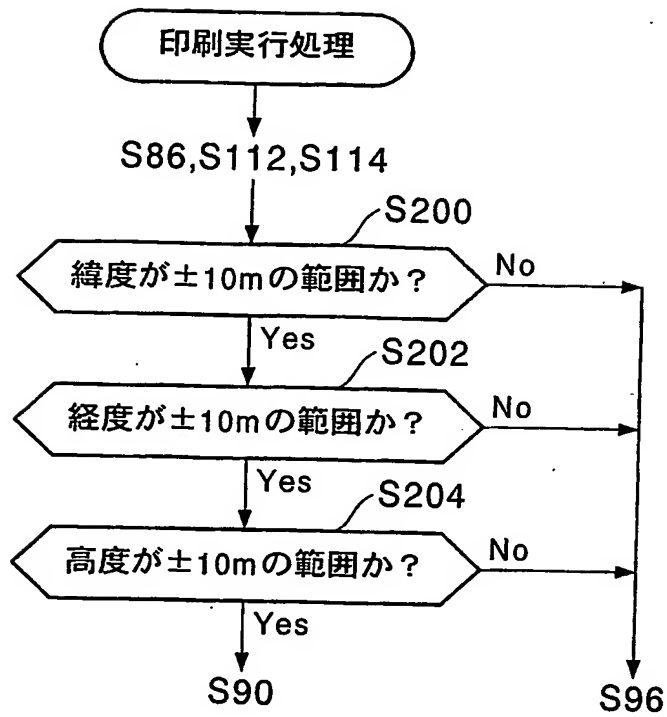 印刷実行処理
S86,S112,S114
S200
緯度が±10mの範囲か？
No
Yes
S202
経度が±10mの範囲か？
No
Yes
S204
高度が±10mの範囲か？
No
Yes
S90
S96